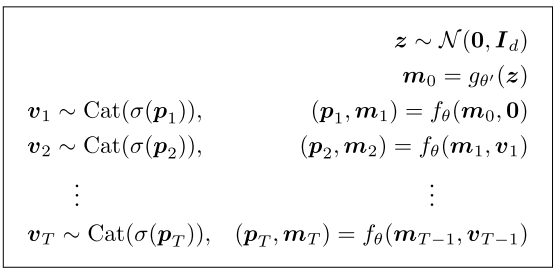 z ∼ 𝒩(0, I_d)
m_0 = g_θ′(z)
v_1 ∼ Cat(σ(p_1)), (p_1, m_1) = f_θ(m_0, 0)
v_2 ∼ Cat(σ(p_2)), (p_2, m_2) = f_θ(m_1, v_1)
⋮ ⋮
v_T ∼ Cat(σ(p_T)), (p_T, m_T) = f_θ(m_{T−1}, v_{T−1})